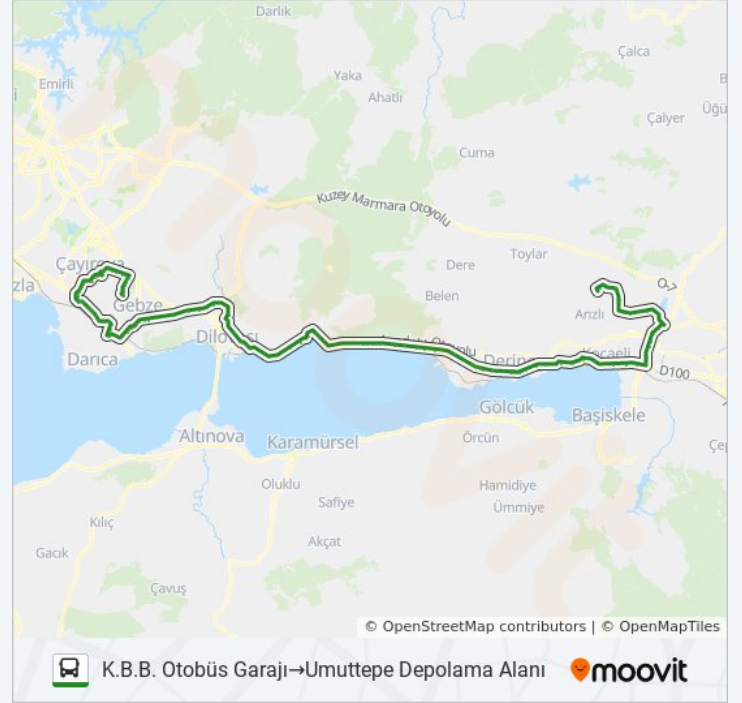 Darlık
Çalca
Yaka
Emirli
Ahatlı
Çalyer
Cuma
Kuzey Marmara Otoyolu
Toylar
Çayırova
Dere
O-7
Belen
Gebze
Arızlı
Dilovası
Anadolu Otoyolu
Darıca
Derince
Kocaeli
D100
Gölcük
Başiskele
Altınova
Karamürsel
Örcün
Oluklu
Hamidiye
Safiye
Ümmiye
Kılıç
Akçat
Gacık
Çavuş
© OpenStreetMap contributors | © OpenMapTiles
K.B.B. Otobüs Garajı→Umuttepe Depolama Alanı
moovit